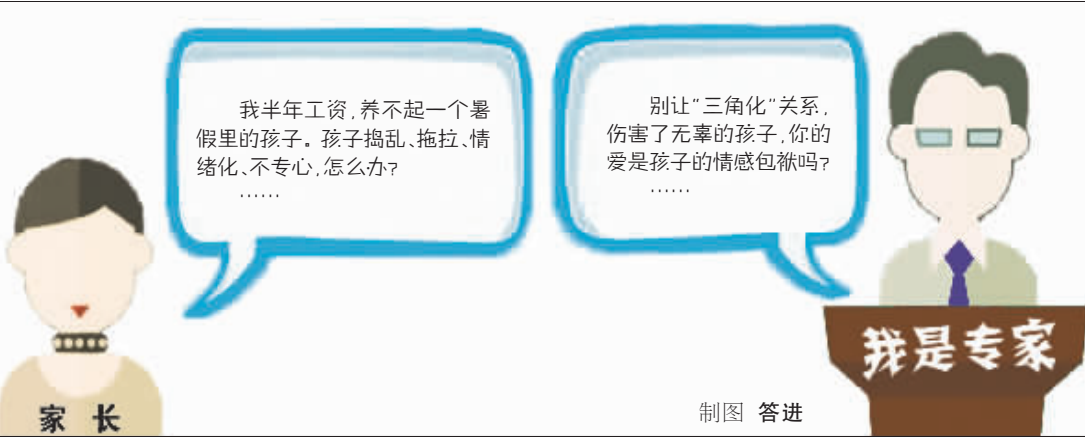 我半年工资,养不起一个暑
假里的孩子。孩子捣乱、拖拉、情
绪化、不专心,怎么办?
……
别让“三角化”关系,
伤害了无辜的孩子,你的
爱是孩子的情感包袱吗?
……
我是专家
家 长
制图 答进